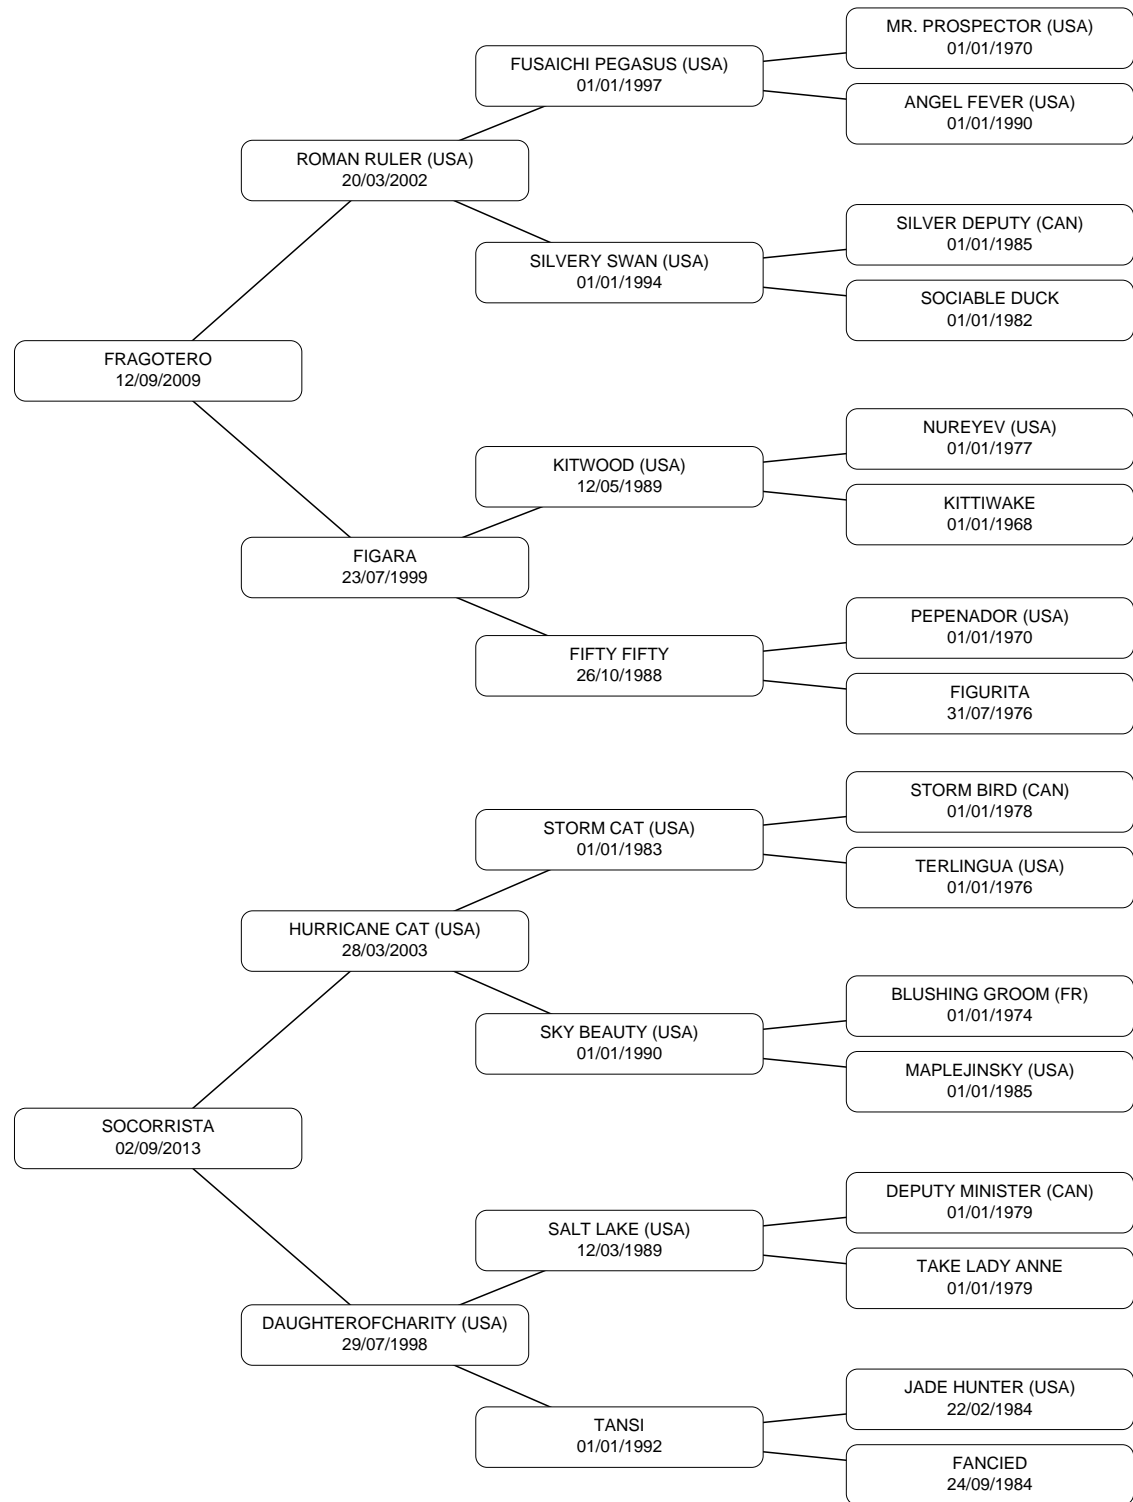 MR. PROSPECTOR (USA)
01/01/1970
FUSAICHI PEGASUS (USA)
01/01/1997
ANGEL FEVER (USA)
01/01/1990
ROMAN RULER (USA)
20/03/2002
SILVER DEPUTY (CAN)
01/01/1985
SILVERY SWAN (USA)
01/01/1994
SOCIABLE DUCK
01/01/1982
FRAGOTERO
12/09/2009
NUREYEV (USA)
01/01/1977
KITWOOD (USA)
12/05/1989
KITTIWAKE
01/01/1968
FIGARA
23/07/1999
PEPENADOR (USA)
01/01/1970
FIFTY FIFTY
26/10/1988
FIGURITA
31/07/1976
STORM BIRD (CAN)
01/01/1978
STORM CAT (USA)
01/01/1983
TERLINGUA (USA)
01/01/1976
HURRICANE CAT (USA)
28/03/2003
BLUSHING GROOM (FR)
01/01/1974
SKY BEAUTY (USA)
01/01/1990
MAPLEJINSKY (USA)
01/01/1985
SOCORRISTA
02/09/2013
DEPUTY MINISTER (CAN)
01/01/1979
SALT LAKE (USA)
12/03/1989
TAKE LADY ANNE
01/01/1979
DAUGHTEROFCHARITY (USA)
29/07/1998
JADE HUNTER (USA)
22/02/1984
TANSI
01/01/1992
FANCIED
24/09/1984